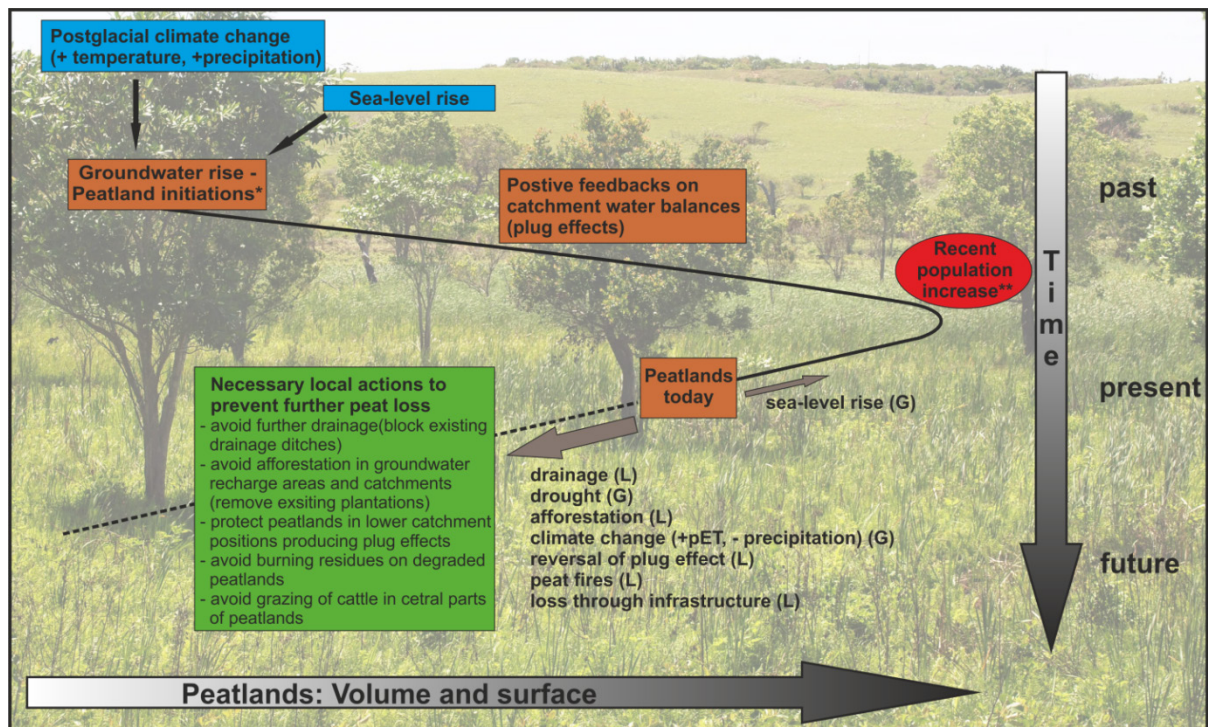 Postglacial climate change
(+ temperature, +precipitation)
Sea-level rise
Groundwater rise -
Peatland initiations*
Postive feedbacks on
catchment water balances
(plug effects)
Recent
population
increase**
Time
past
present
future
Peatlands
today
sea-level rise (G)
Necessary local actions to
prevent further peat loss
- avoid further drainage(block existing
drainage ditches)
- avoid afforestation in groundwater
recharge areas and catchments
(remove exsiting plantations)
- protect peatlands in lower catchment
positions producing plug effects
- avoid burning residues on degraded
peatlands
- avoid grazing of cattle in cetral parts
of peatlands
drainage (L)
drought (G)
afforestation (L)
climate change (+pET, - precipitation) (G)
reversal of plug effect (L)
peat fires (L)
loss through infrastructure (L)
Peatlands: Volume and surface